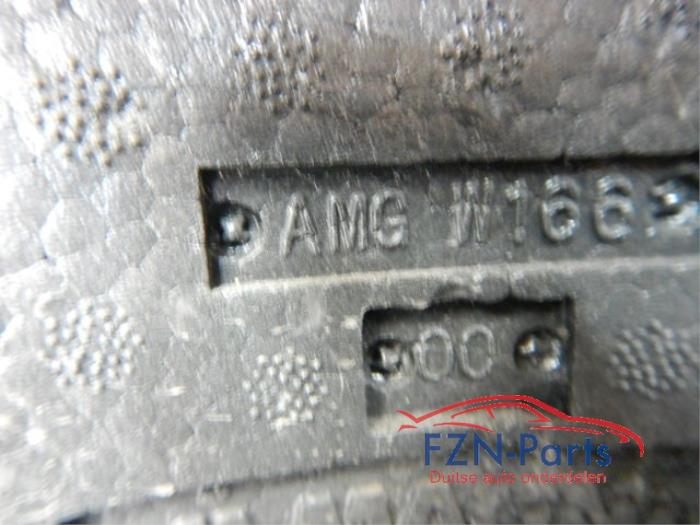 AMG W166
00
FZN-Parts
Duitse auto onderdelen